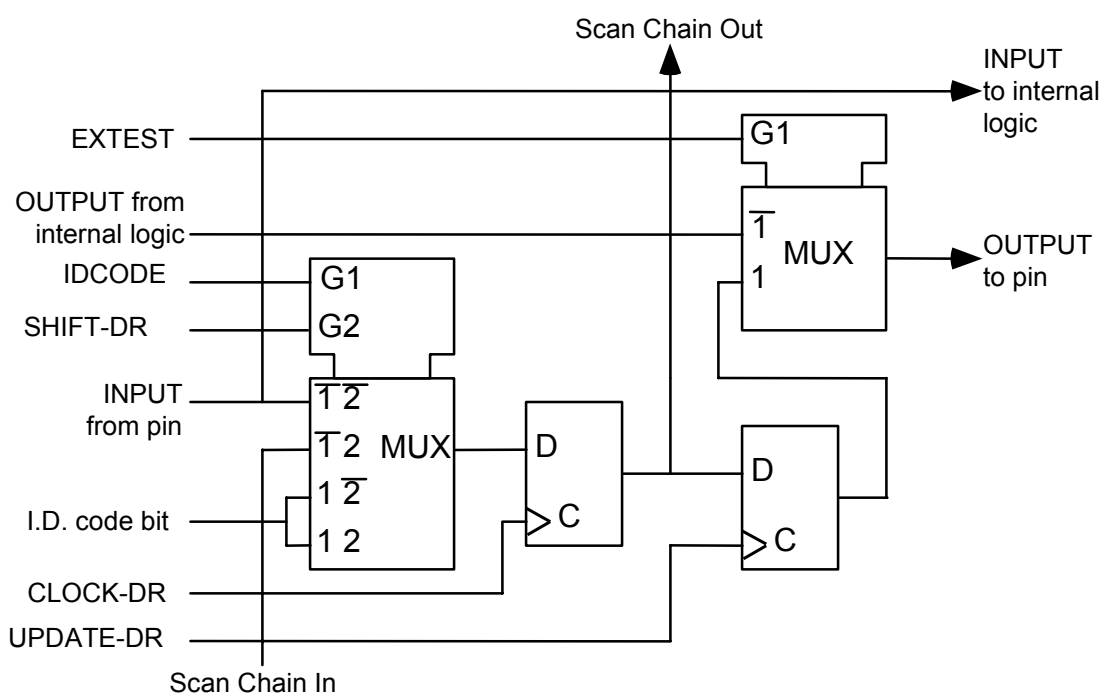 Scan Chain Out
INPUT
to internal
logic
EXTEST
G1
OUTPUT from
internal logic
1
MUX
1
OUTPUT
to pin
IDCODE
G1
SHIFT-DR
G2
INPUT
from pin
1 2
1 2
MUX
1 2
1 2
I.D. code bit
D
C
D
C
CLOCK-DR
UPDATE-DR
Scan Chain In